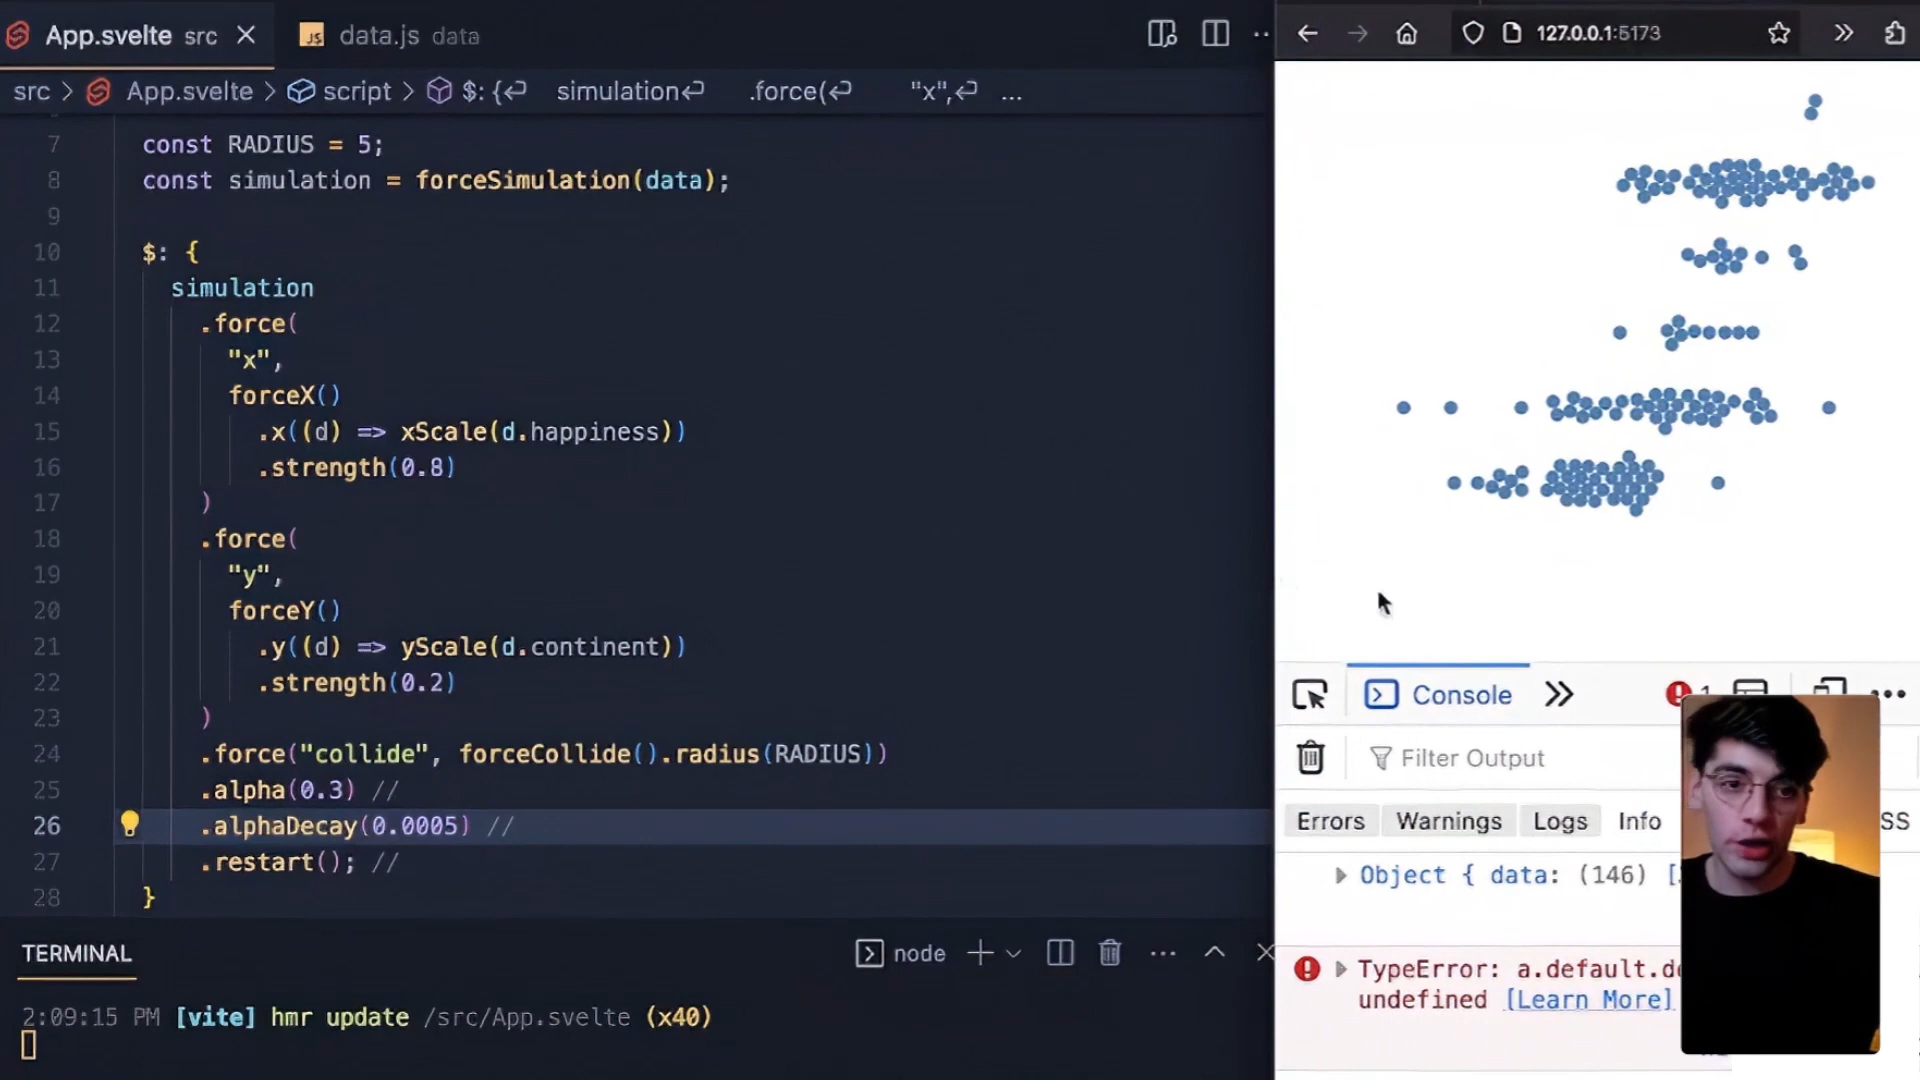 App.svelte src
data.js data
127.0.0.1:5173
src > App.svelte > script > $: { simulation .force( "x", ...
7 const RADIUS = 5;
8 const simulation = forceSimulation(data);
9
10 $: {
11 simulation
12 .force(
13 "x",
14 forceX()
15 .x((d) => xScale(d.happiness))
16 .strength(0.8)
17 )
18 .force(
19 "y",
20 forceY()
21 .y((d) => yScale(d.continent))
22 .strength(0.2)
23 )
24 .force("collide", forceCollide().radius(RADIUS))
25 .alpha(0.3) //
26 .alphaDecay(0.0005) //
27 .restart(); //
28 }
TERMINAL
node
2:09:15 PM [vite] hmr update /src/App.svelte (x40)
Console
1
Filter Output
Errors Warnings Logs Info SS
Object { data: (146) [
TypeError: a.default.d
undefined [Learn More]